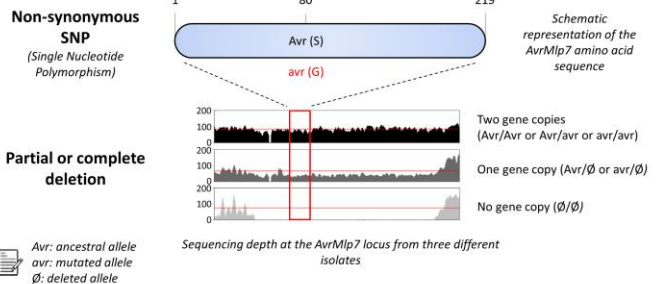 1 80 219
Non-synonymous
SNP
(Single Nucleotide
Polymorphism)
Avr (S)
avr (G)
Schematic
representation of the
AvrMlp7 amino acid
sequence
Partial or complete
deletion
200
100
0
Two gene copies
(Avr/Avr or Avr/avr or avr/avr)
200
100
0
One gene copy (Avr/Ø or avr/Ø)
200
100
0
No gene copy (Ø/Ø)
Avr: ancestral allele
avr: mutated allele
Ø: deleted allele
Sequencing depth at the AvrMlp7 locus from three different
isolates